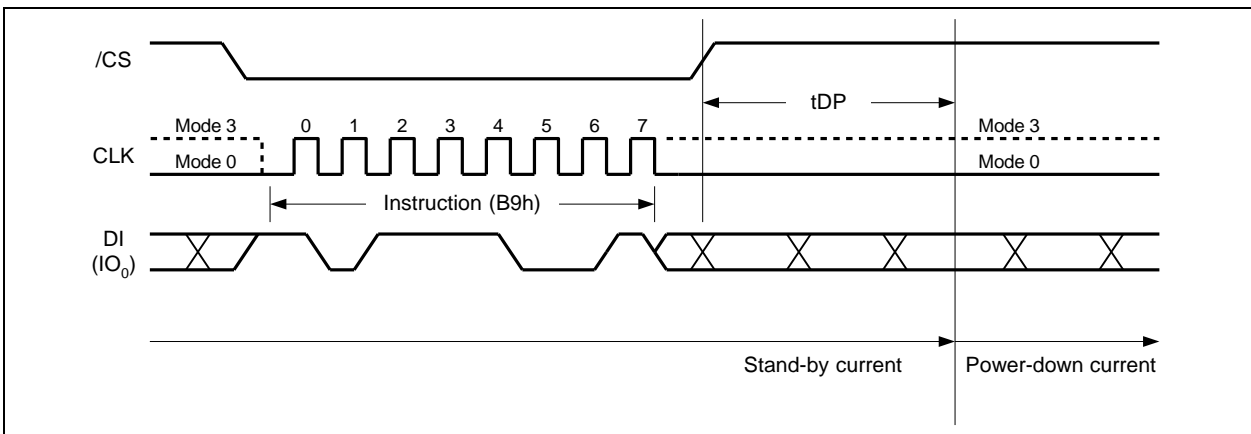 /CS
tDP
Mode 3 0 1 2 3 4 5 6 7 Mode 3
CLK
Mode 0 Mode 0
Instruction (B9h)
DI
(IO0)
Stand-by current Power-down current